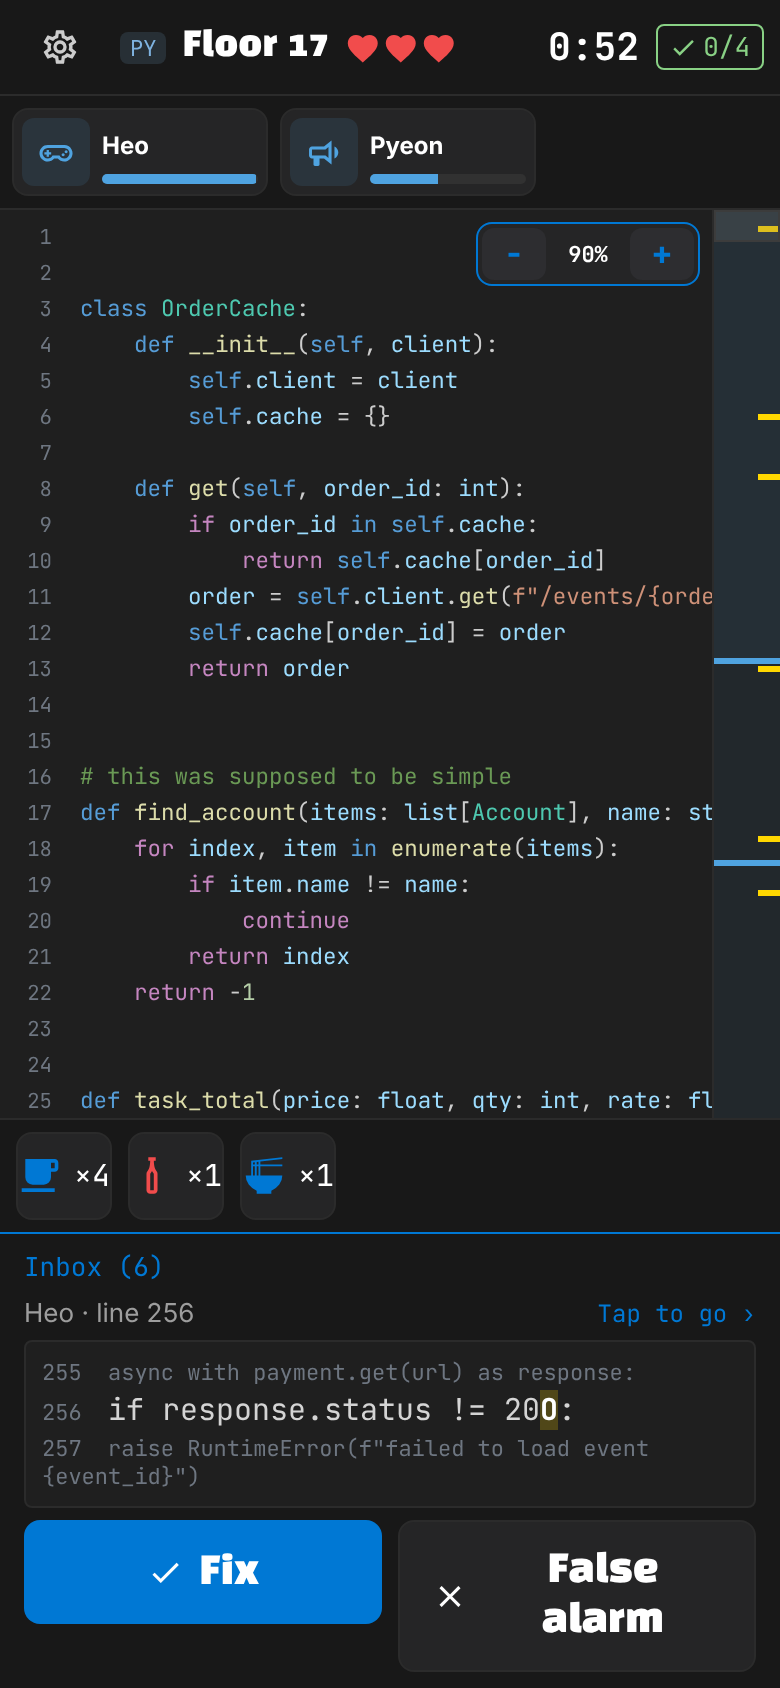 PY Floor 17 0:52 0/4
Heo
Pyeon
- 90% +
1
2
3 class OrderCache:
4 def __init__(self, client):
5 self.client = client
6 self.cache = {}
7
8 def get(self, order_id: int):
9 if order_id in self.cache:
10 return self.cache[order_id]
11 order = self.client.get(f"/events/{orde
12 self.cache[order_id] = order
13 return order
14
15
16 # this was supposed to be simple
17 def find_account(items: list[Account], name: st
18 for index, item in enumerate(items):
19 if item.name != name:
20 continue
21 return index
22 return -1
23
24
25 def task_total(price: float, qty: int, rate: fl
×4 ×1 ×1
Inbox (6)
Heo · line 256 Tap to go ›
255 async with payment.get(url) as response:
256 if response.status != 200:
257 raise RuntimeError(f"failed to load event
{event_id}")
Fix
False
alarm